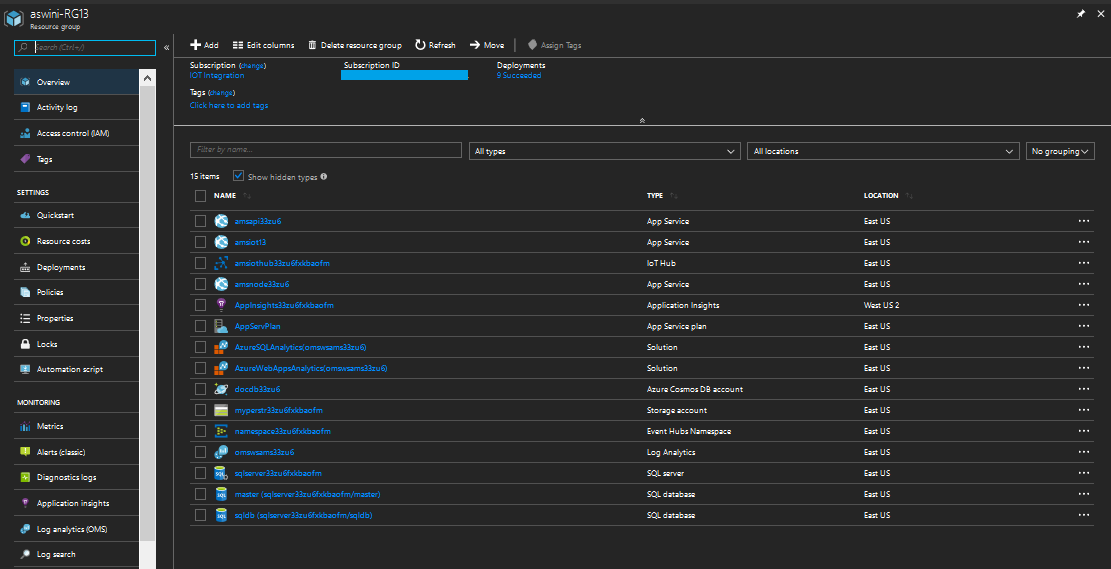 aswini-RG13
Resource group
Search (Ctrl+/)
Overview
Activity log
Access control (IAM)
Tags
SETTINGS
Quickstart
Resource costs
Deployments
Policies
Properties
Locks
Automation script
MONITORING
Metrics
Alerts (classic)
Diagnostics logs
Application insights
Log analytics (OMS)
Log search
Add Edit columns Delete resource group Refresh Move Assign Tags
Subscription (change) Subscription ID Deployments
IOT Integration 9 Succeeded
Tags (change)
Click here to add tags
Filter by name... All types All locations No grouping
15 items Show hidden types
NAME TYPE LOCATION
amsapi33zu6 App Service East US
amsiot13 App Service East US
amsiothub33zu6fxkbaofm IoT Hub East US
amsnode33zu6 App Service East US
AppInsights33zu6fxkbaofm Application Insights West US 2
AppServPlan App Service plan East US
AzureSQLAnalytics(omswsams33zu6) Solution East US
AzureWebAppsAnalytics(omswsams33zu6) Solution East US
docdb33zu6 Azure Cosmos DB account East US
myperstr33zu6fxkbaofm Storage account East US
namespace33zu6fxkbaofm Event Hubs Namespace East US
omswsams33zu6 Log Analytics East US
sqlserver33zu6fxkbaofm SQL server East US
master (sqlserver33zu6fxkbaofm/master) SQL database East US
sqldb (sqlserver33zu6fxkbaofm/sqldb) SQL database East US